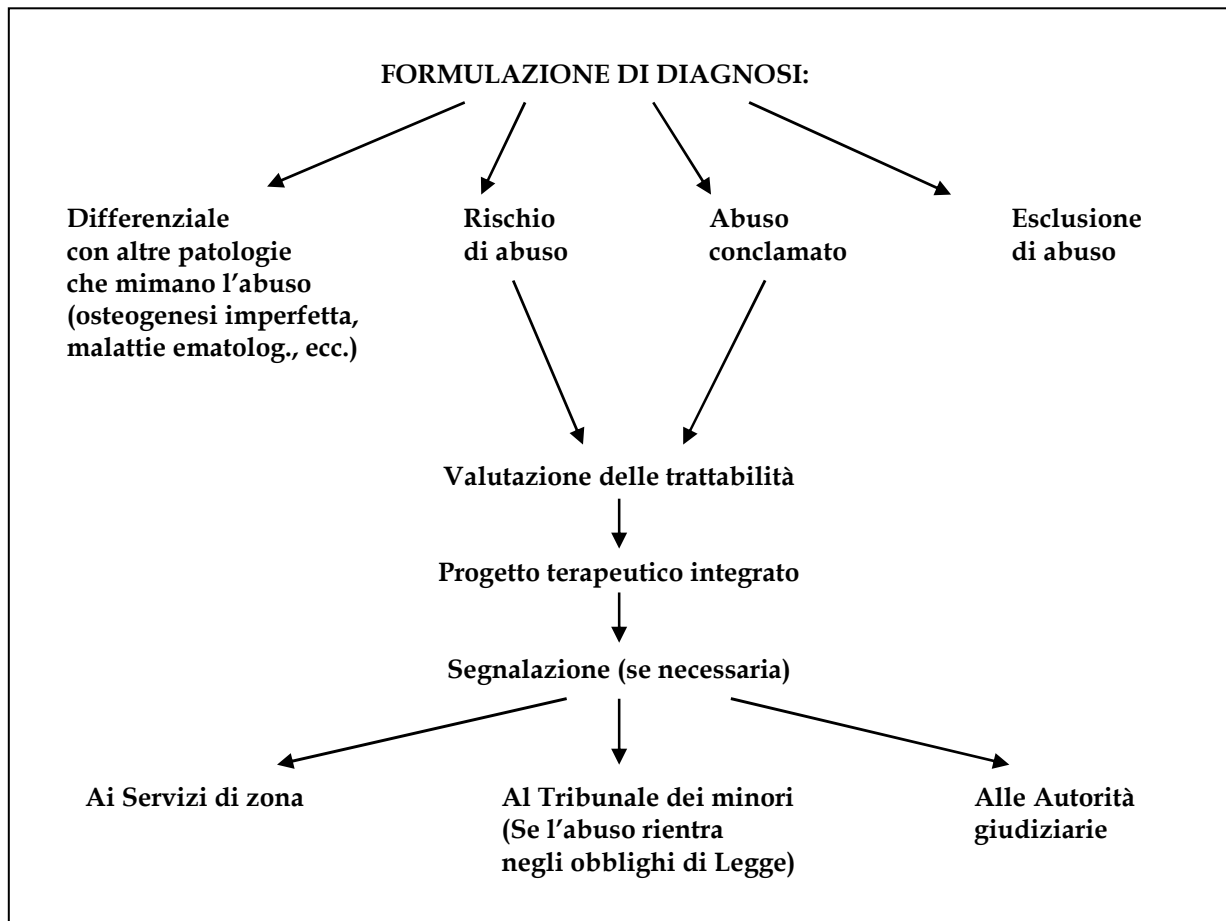 FORMULAZIONE DI DIAGNOSI:
Differenziale
con altre patologie
che mimano l’abuso
(osteogenesi imperfetta,
malattie ematolog., ecc.)
Rischio
di abuso
Abuso
conclamato
Esclusione
di abuso
Valutazione delle trattabilità
Progetto terapeutico integrato
Segnalazione (se necessaria)
Ai Servizi di zona
Al Tribunale dei minori
(Se l’abuso rientra
negli obblighi di Legge)
Alle Autorità
giudiziarie